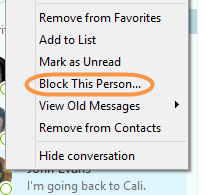 Remove from Favorites
Add to List
Mark as Unread
Block This Person...
View Old Messages
Remove from Contacts
Hide conversation
John Evans
I'm going back to Cali.